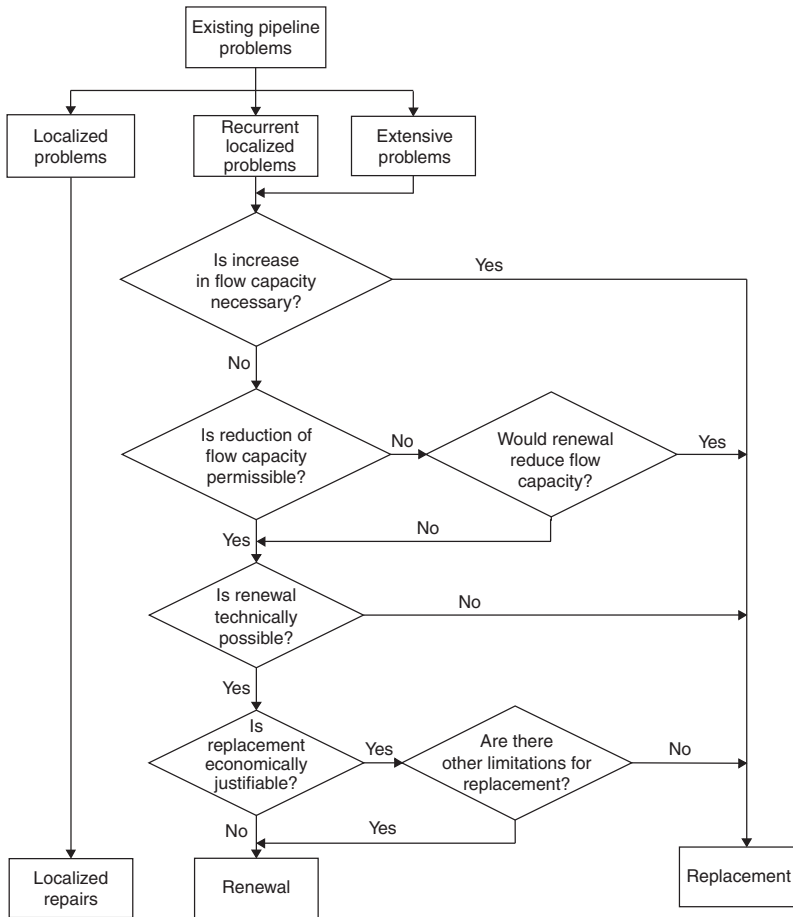 Existing pipeline
problems
Localized
problems
Recurrent
localized
problems
Extensive
problems
Is increase
in flow capacity
necessary?
Yes
No
Is reduction of
flow capacity
permissible?
No
Would renewal
reduce flow
capacity?
Yes
No
Yes
Is renewal
technically
possible?
No
Yes
Is
replacement
economically
justifiable?
Yes
Are there
other limitations for
replacement?
No
No
Yes
Localized
repairs
Renewal
Replacement